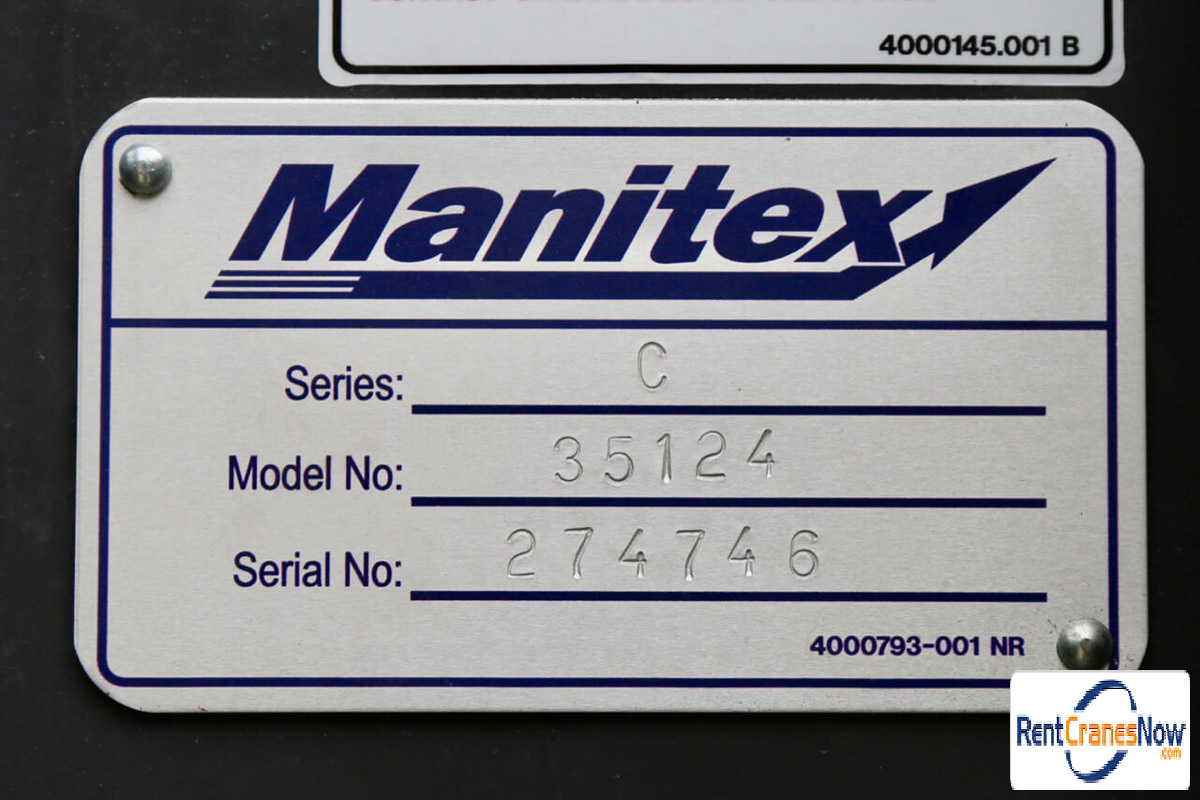 4000145.001 B
Manitex
Series: C
Model No: 35124
Serial No: 274746
4000793-001 NR
RentCranesNow
.com